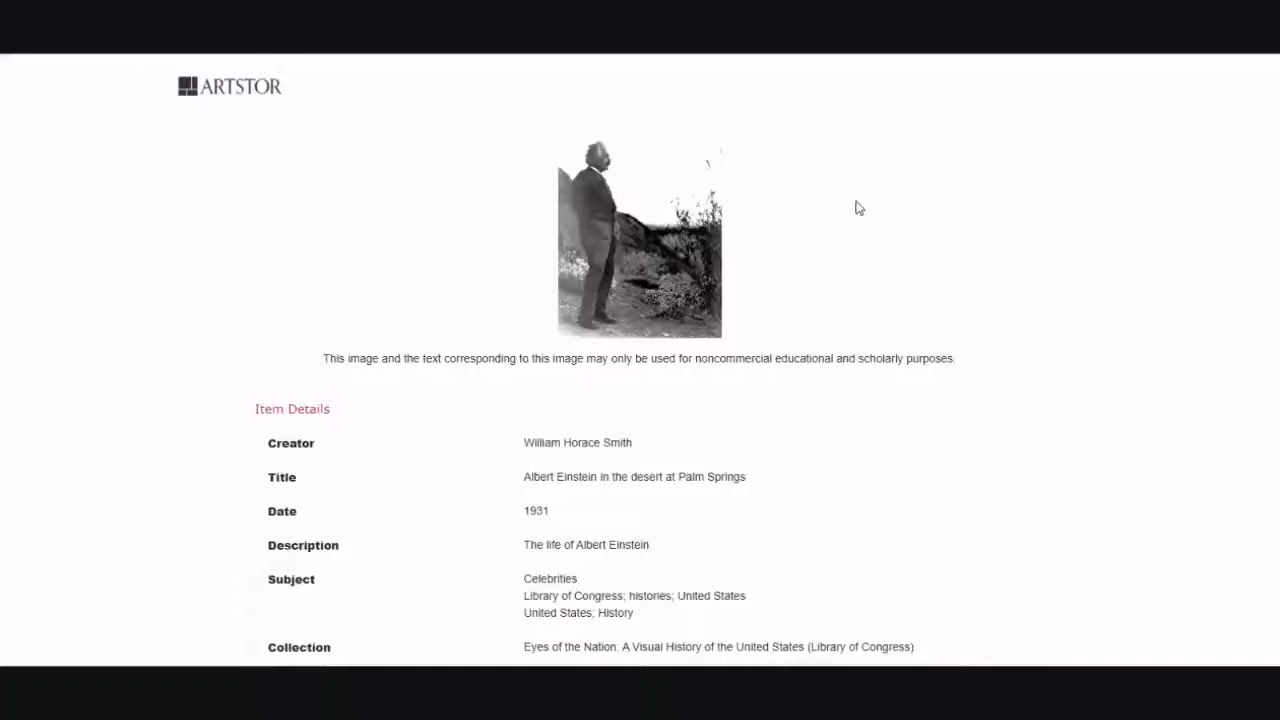 ARTSTOR
This image and the text corresponding to this image may only be used for noncommercial educational and scholarly purposes.
Item Details
Creator William Horace Smith
Title Albert Einstein in the desert at Palm Springs
Date 1931
Description The life of Albert Einstein
Subject Celebrities
Library of Congress; histories; United States
United States; History
Collection Eyes of the Nation: A Visual History of the United States (Library of Congress)